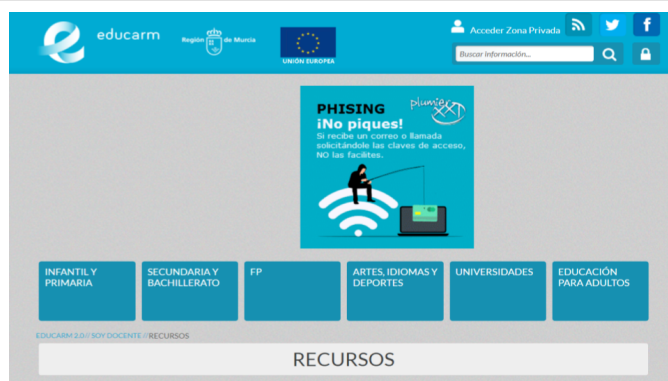 educarm
Región de Murcia
UNIÓN EUROPEA
Acceder Zona Privada
Buscar Información...
PHISING
plumieXXI
¡No piques!
Si recibe un correo o llamada
solicitándole las claves de acceso,
NO las facilites.
INFANTIL Y
PRIMARIA
SECUNDARIA Y
BACHILLERATO
FP
ARTES, IDIOMAS Y
DEPORTES
UNIVERSIDADES
EDUCACIÓN
PARA ADULTOS
EDUCARM 2.0// SOY DOCENTE // RECURSOS
RECURSOS